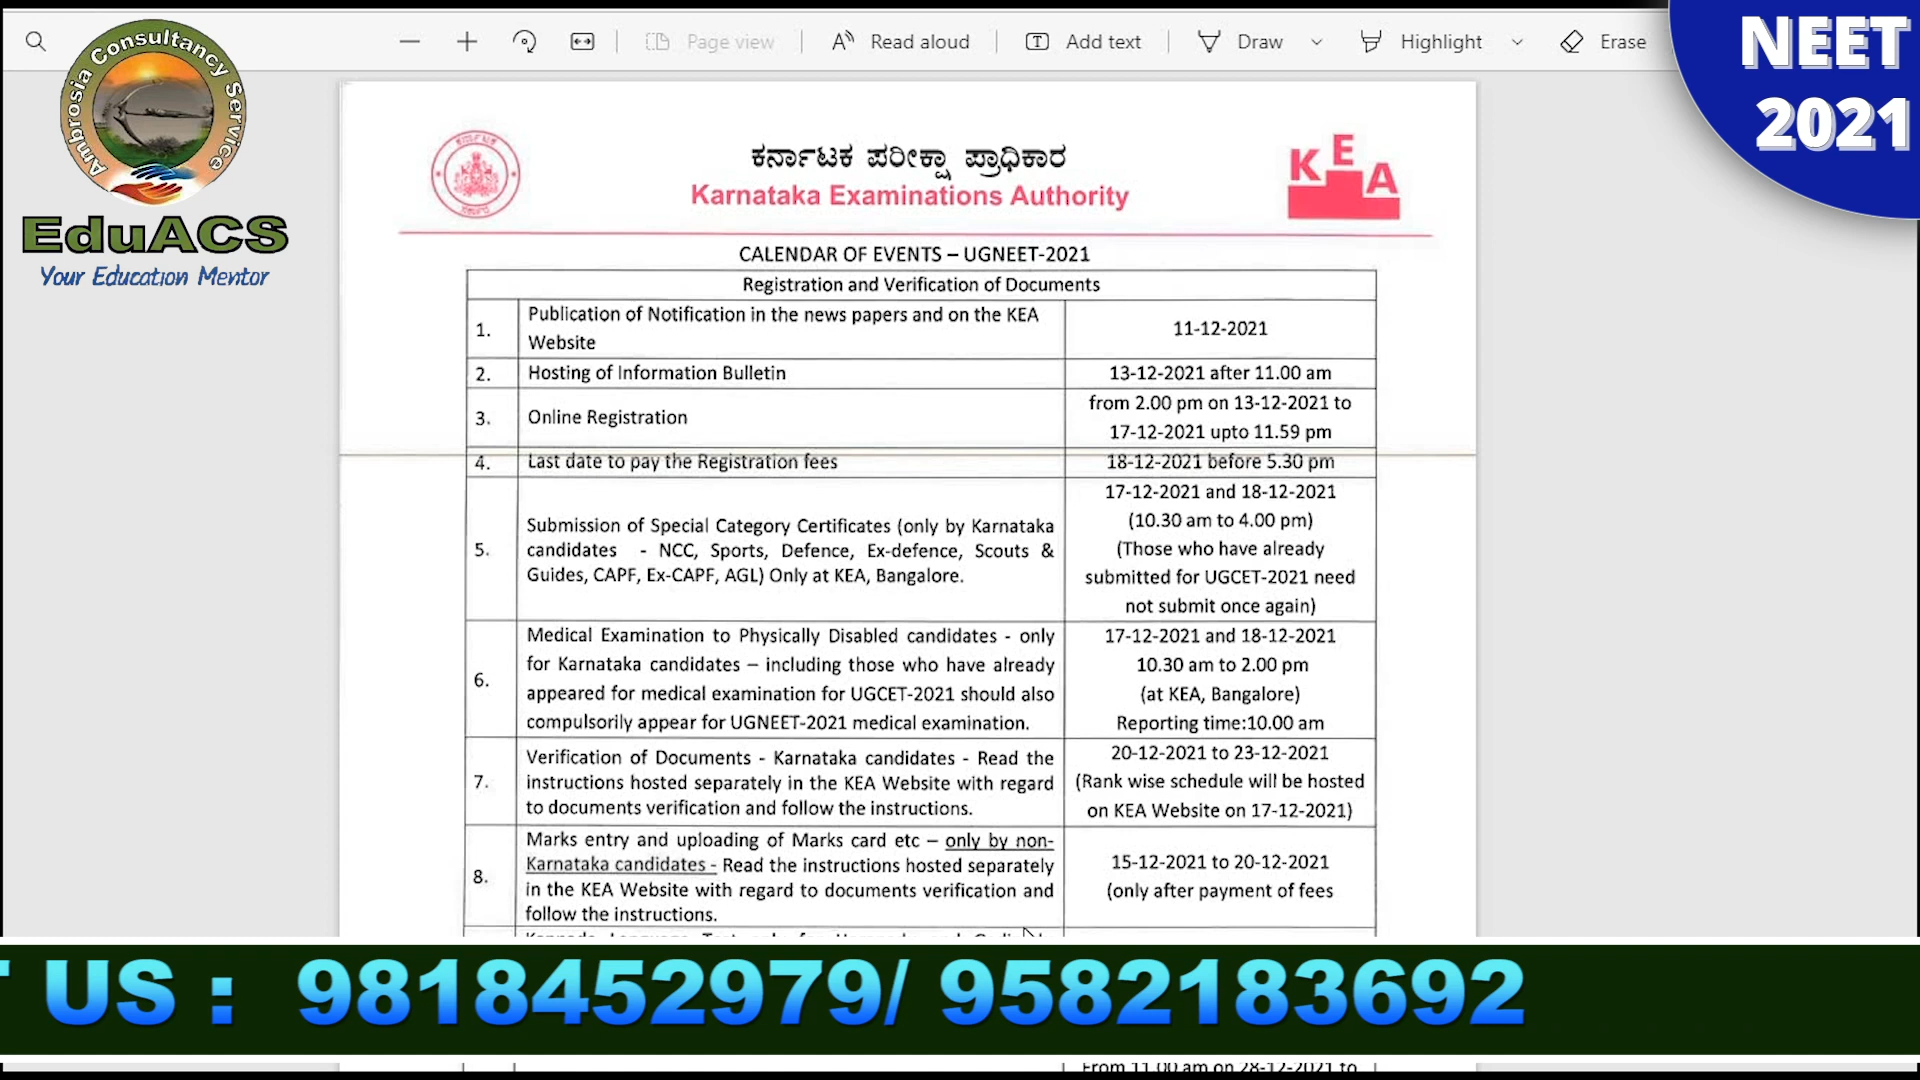 Page view
Read aloud
Add text
Draw
Highlight
Erase
NEET
2021
Ambrosia Consultancy Service
EduACS
Your Education Mentor
ಕರ್ನಾಟಕ ಪರೀಕ್ಷಾ ಪ್ರಾಧಿಕಾರ
Karnataka Examinations Authority
KEA
CALENDAR OF EVENTS – UGNEET-2021
Registration and Verification of Documents
1.
Publication of Notification in the news papers and on the KEA
Website
11-12-2021
2.
Hosting of Information Bulletin
13-12-2021 after 11.00 am
3.
Online Registration
from 2.00 pm on 13-12-2021 to
17-12-2021 upto 11.59 pm
4.
Last date to pay the Registration fees
18-12-2021 before 5.30 pm
5.
Submission of Special Category Certificates (only by Karnataka
candidates - NCC, Sports, Defence, Ex-defence, Scouts &
Guides, CAPF, Ex-CAPF, AGL) Only at KEA, Bangalore.
17-12-2021 and 18-12-2021
(10.30 am to 4.00 pm)
(Those who have already
submitted for UGCET-2021 need
not submit once again)
6.
Medical Examination to Physically Disabled candidates - only
for Karnataka candidates – including those who have already
appeared for medical examination for UGCET-2021 should also
compulsorily appear for UGNEET-2021 medical examination.
17-12-2021 and 18-12-2021
10.30 am to 2.00 pm
(at KEA, Bangalore)
Reporting time:10.00 am
7.
Verification of Documents - Karnataka candidates - Read the
instructions hosted separately in the KEA Website with regard
to documents verification and follow the instructions.
20-12-2021 to 23-12-2021
(Rank wise schedule will be hosted
on KEA Website on 17-12-2021)
8.
Marks entry and uploading of Marks card etc – only by non-
Karnataka candidates - Read the instructions hosted separately
in the KEA Website with regard to documents verification and
follow the instructions.
15-12-2021 to 20-12-2021
(only after payment of fees
T US : 9818452979/ 9582183692
From 11.00 am on 28-12-2021 to